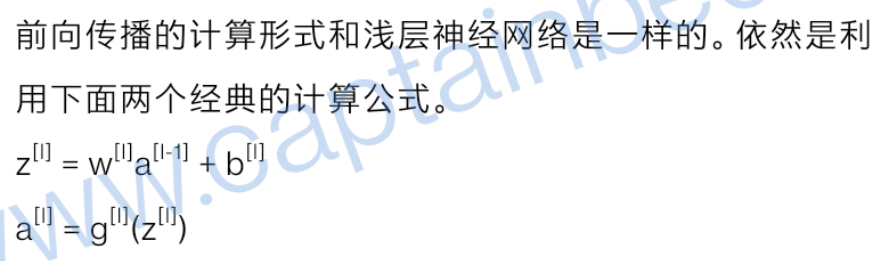 前向传播的计算形式和浅层神经网络是一样的。依然是利
用下面两个经典的计算公式。
z[l] = w[l]a[l-1] + b[l]
a[l] = g[l](z[l])
www.captainbe